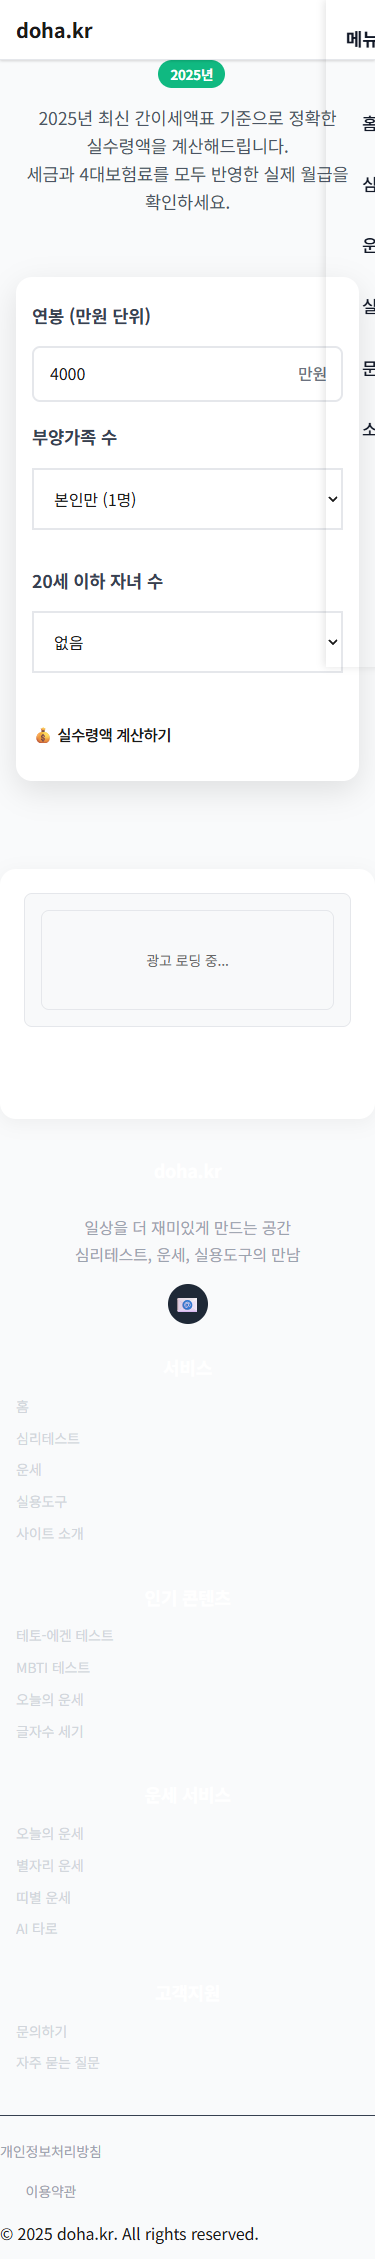 doha.kr
메뉴
홈
심
운
실
문
소
2025년
2025년 최신 간이세액표 기준으로 정확한
실수령액을 계산해드립니다.
세금과 4대보험료를 모두 반영한 실제 월급을
확인하세요.
연봉 (만원 단위)
4000 만원
부양가족 수
본인만 (1명)
20세 이하 자녀 수
없음
💰 실수령액 계산하기
광고 로딩 중...
doha.kr
일상을 더 재미있게 만드는 공간
심리테스트, 운세, 실용도구의 만남
서비스
홈
심리테스트
운세
실용도구
사이트 소개
인기 콘텐츠
테토-에겐 테스트
MBTI 테스트
오늘의 운세
글자수 세기
운세 서비스
오늘의 운세
별자리 운세
띠별 운세
AI 타로
고객지원
문의하기
자주 묻는 질문
개인정보처리방침
이용약관
© 2025 doha.kr. All rights reserved.